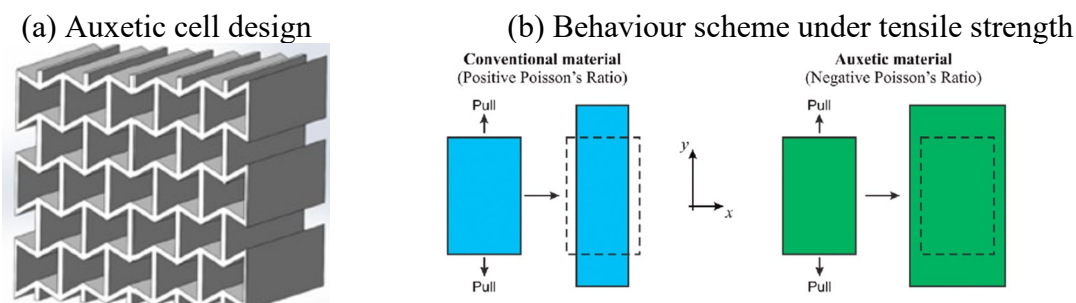 (a) Auxetic cell design
(b) Behaviour scheme under tensile strength
Conventional material
(Positive Poisson's Ratio)
Pull
Pull
y
x
Auxetic material
(Negative Poisson's Ratio)
Pull
Pull